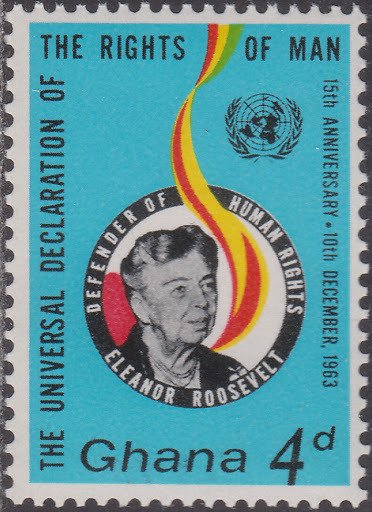 THE UNIVERSAL DECLARATION OF
THE RIGHTS OF MAN
15th ANNIVERSARY • 10th DECEMBER, 1963
DEFENDER OF HUMAN RIGHTS
ELEANOR ROOSEVELT
Ghana 4d